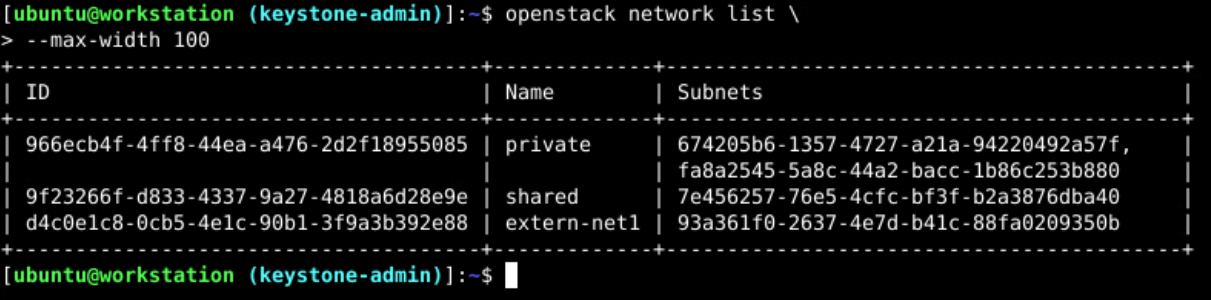 [ubuntu@workstation (keystone-admin)]:~$ openstack network list \
> --max-width 100
+--------------------------------------+-------------+------------------------------------------+
| ID                                   | Name        | Subnets                                  |
+--------------------------------------+-------------+------------------------------------------+
| 966ecb4f-4ff8-44ea-a476-2d2f18955085 | private     | 674205b6-1357-4727-a21a-94220492a57f,    |
|                                      |             | fa8a2545-5a8c-44a2-bacc-1b86c253b880     |
| 9f23266f-d833-4337-9a27-4818a6d28e9e | shared      | 7e456257-76e5-4cfc-bf3f-b2a3876dba40     |
| d4c0e1c8-0cb5-4e1c-90b1-3f9a3b392e88 | extern-net1 | 93a361f0-2637-4e7d-b41c-88fa0209350b     |
+--------------------------------------+-------------+------------------------------------------+
[ubuntu@workstation (keystone-admin)]:~$